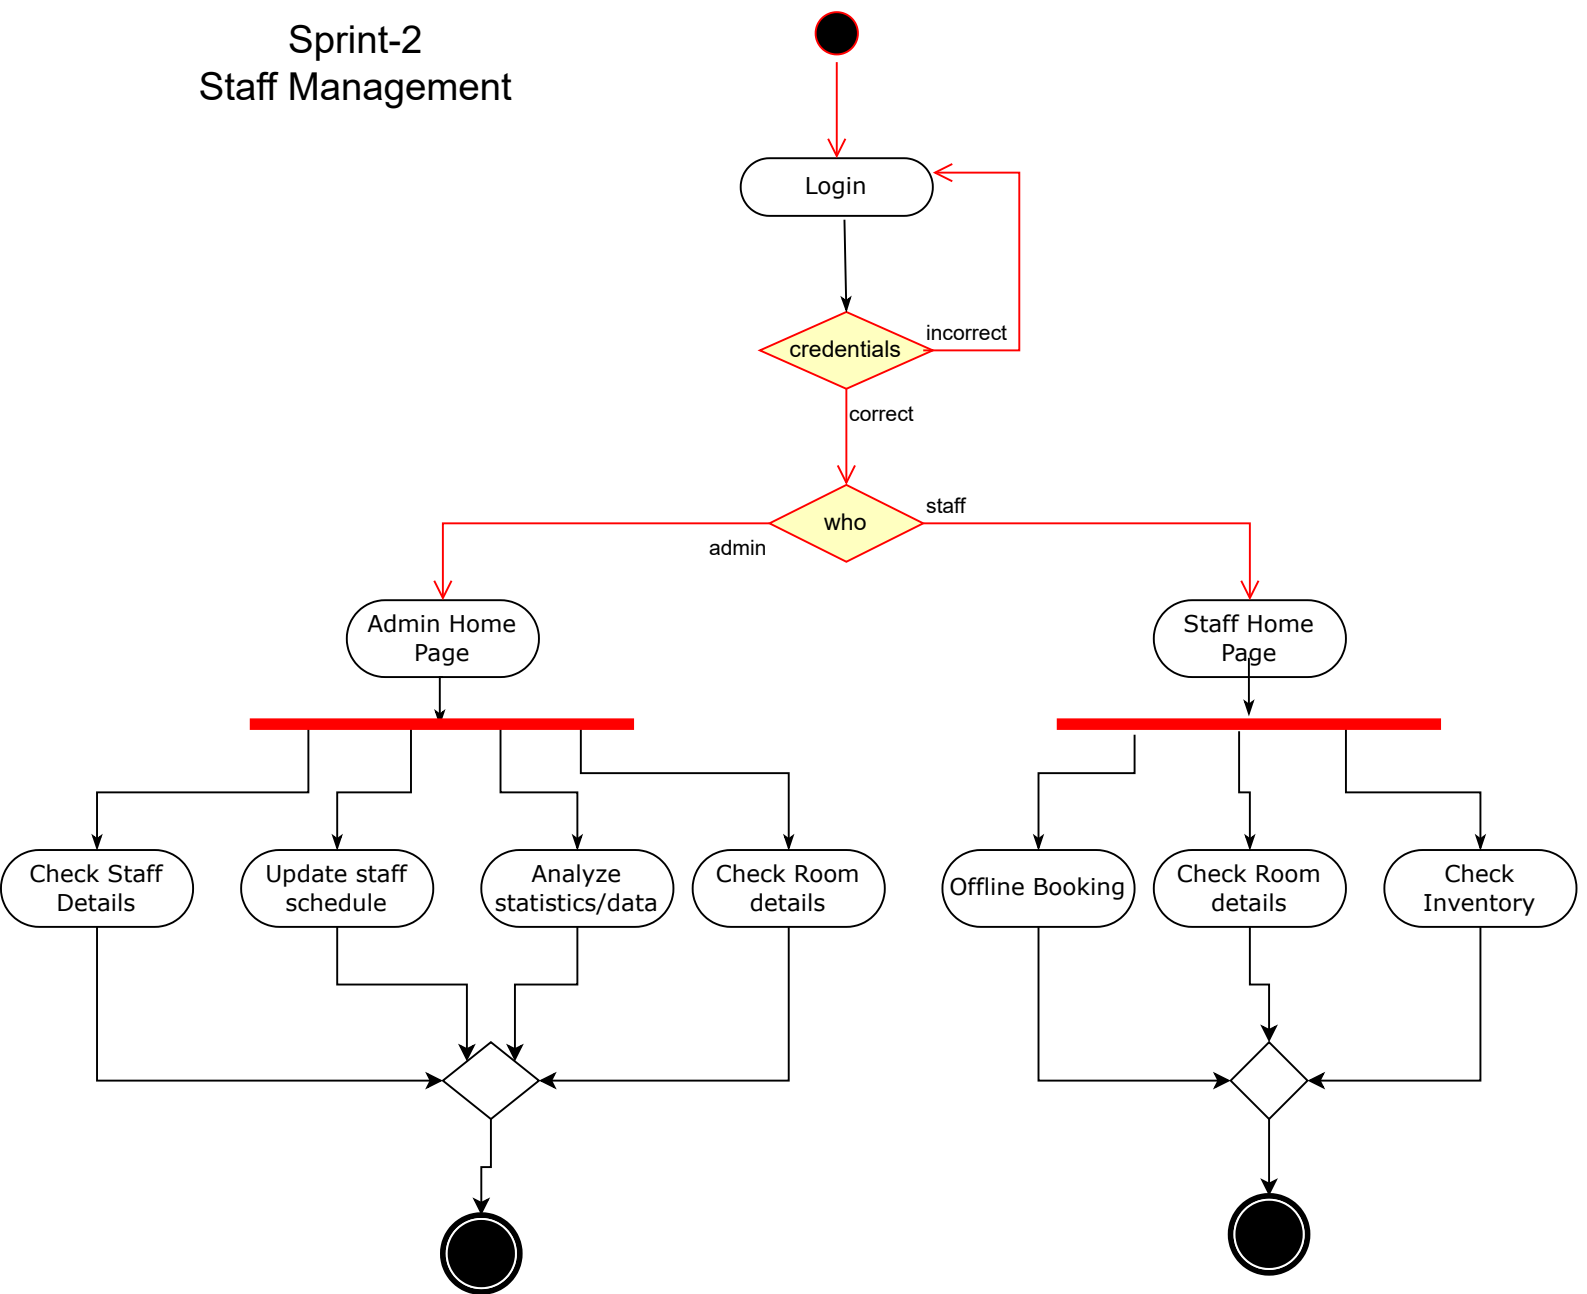 Sprint-2
Staff Management
Login
incorrect
credentials
correct
staff
who
admin
Admin Home
Page
Staff Home
Page
Check Staff
Details
Update staff
schedule
Analyze
statistics/data
Check Room
details
Offline Booking
Check Room
details
Check
Inventory